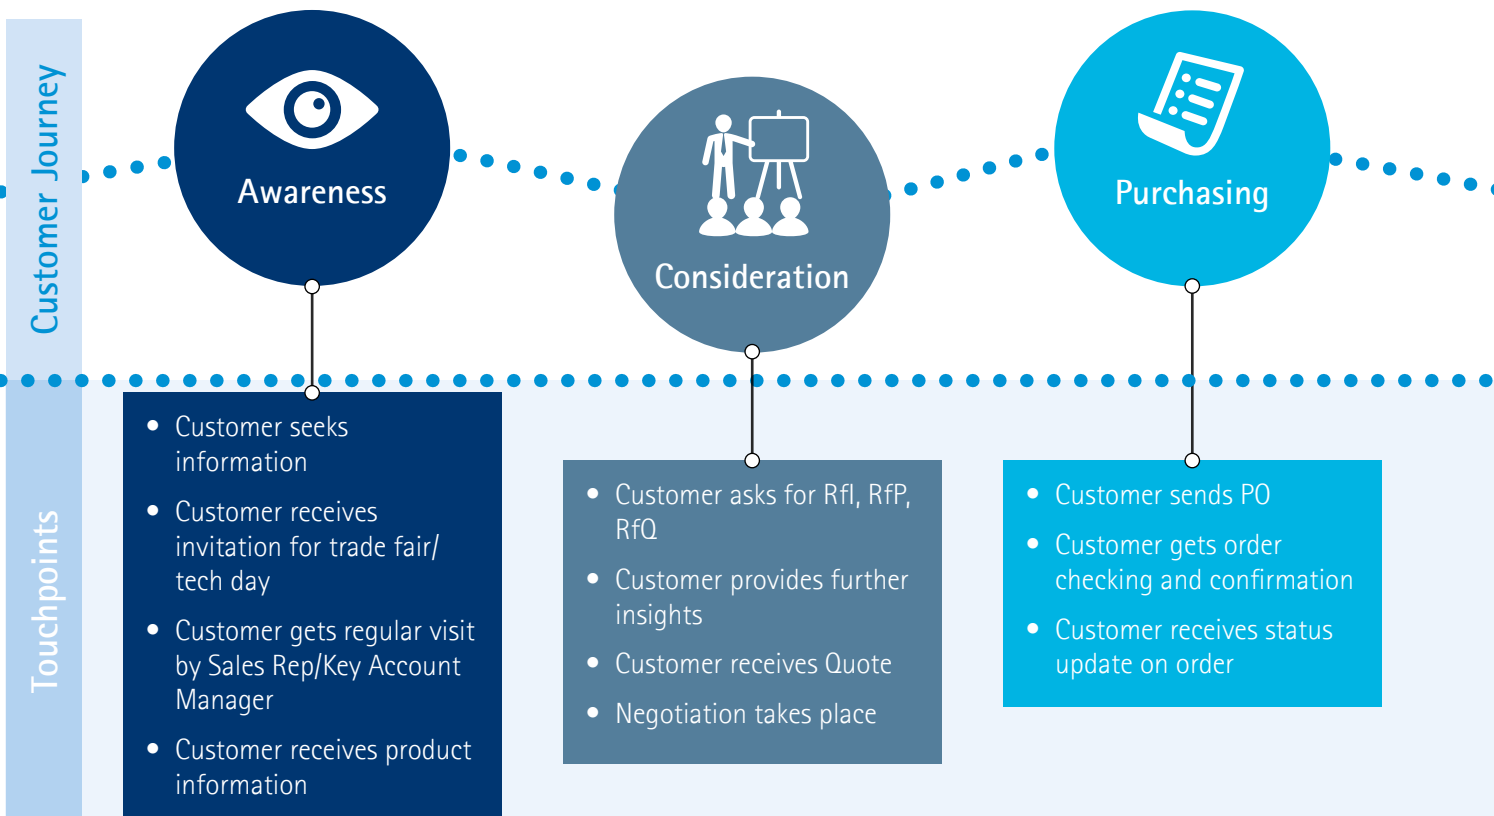 Customer Journey
Awareness
Consideration
Purchasing
Touchpoints
• Customer seeks
information
• Customer receives
invitation for trade fair/
tech day
• Customer gets regular visit
by Sales Rep/Key Account
Manager
• Customer receives product
information
• Customer asks for RfI, RfP,
RfQ
• Customer provides further
insights
• Customer receives Quote
• Negotiation takes place
• Customer sends PO
• Customer gets order
checking and confirmation
• Customer receives status
update on order